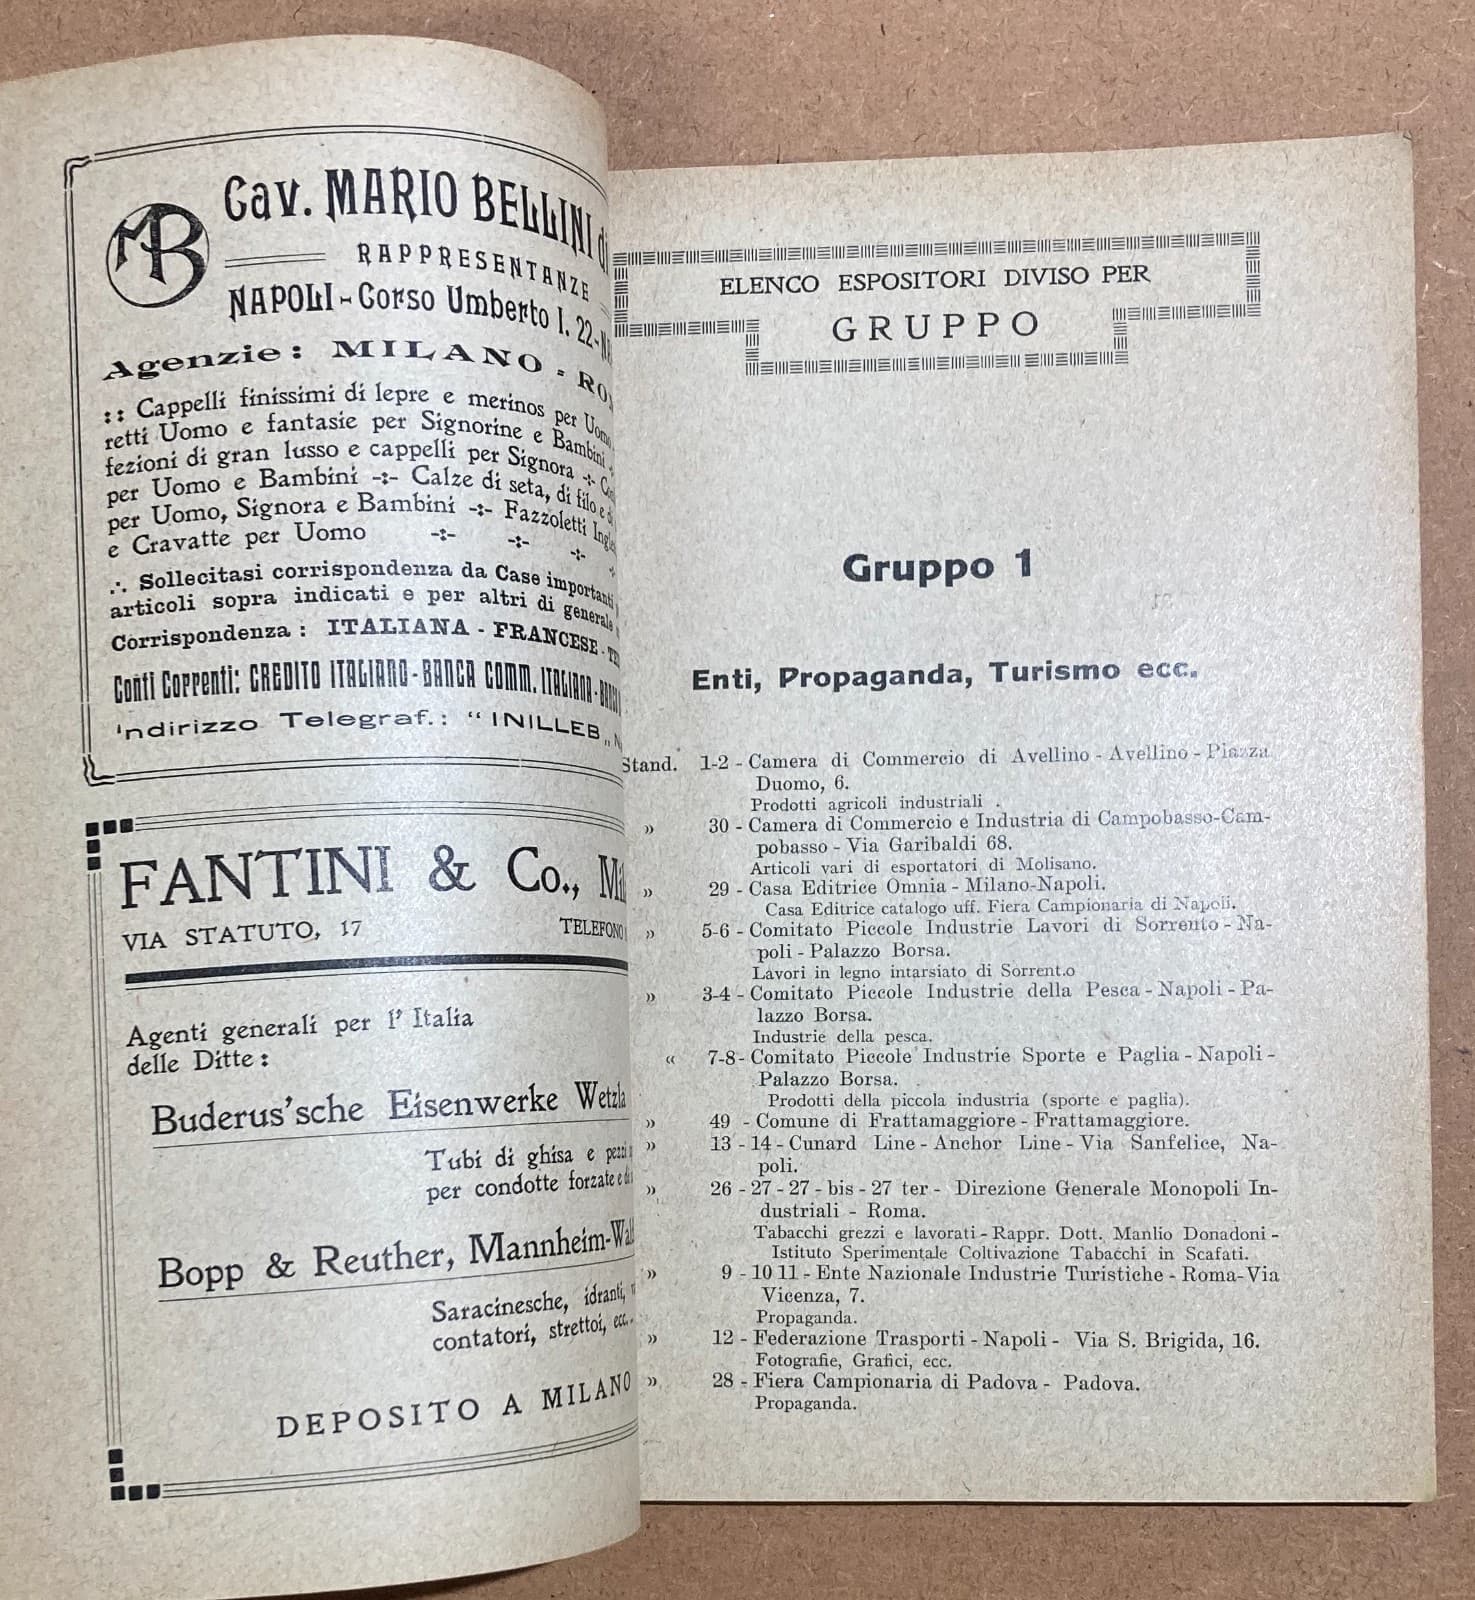 MB
Cav. MARIO BELLINI
RAPPRESENTANZE
NAPOLI - Corso Umberto I. 22 -
Agenzie: MILANO -
:: Cappelli finissimi di lepre e merinos per Uomo
retti Uomo e fantasie per Signorine e Bambini -:-
fezioni di gran lusso e cappelli per Signora -:-
per Uomo e Bambini -:- Calze di seta, di filo e di
per Uomo, Signora e Bambini -:- Fazzoletti
e Cravatte per Uomo -:- -:- -:-
∴ Sollecitasi corrispondenza da Case importanti
articoli sopra indicati e per altri di generale
Corrispondenza: ITALIANA - FRANCESE -
Conti Correnti: CREDITO ITALIANO - BANCA COMM. ITALIANA -
Indirizzo Telegraf.: “ INILLEB „
FANTINI & Co.,
VIA STATUTO, 17 TELEFONO
Agenti generali per l' Italia
delle Ditte:
Buderus'sche Eisenwerke
Tubi di ghisa e pezzi
per condotte forzate e di
Bopp & Reuther,
Saracinesche, idranti,
contatori, strettoi, ecc.
DEPOSITO A MILANO
ELENCO ESPOSITORI DIVISO PER
GRUPPO
Gruppo 1
Enti, Propaganda, Turismo ecc.
Stand. 1-2 - Camera di Commercio di Avellino - Avellino - Piazza
Duomo, 6.
Prodotti agricoli industriali .
» 30 - Camera di Commercio e Industria di Campobasso-Cam-
pobasso - Via Garibaldi 68.
Articoli vari di esportatori di Molisano.
» 29 - Casa Editrice Omnia - Milano-Napoli.
Casa Editrice catalogo uff. Fiera Campionaria di Napoli.
» 5-6 - Comitato Piccole Industrie Lavori di Sorrento - Na-
poli - Palazzo Borsa.
Lavori in legno intarsiato di Sorrent.o
» 3-4 - Comitato Piccole Industrie della Pesca - Napoli - Pa-
lazzo Borsa.
Industrie della pesca.
« 7-8 - Comitato Piccole Industrie Sporte e Paglia - Napoli -
Palazzo Borsa.
Prodotti della piccola industria (sporte e paglia).
» 49 - Comune di Frattamaggiore - Frattamaggiore.
» 13 - 14 - Cunard Line - Anchor Line - Via Sanfelice, Na-
poli.
» 26 - 27 - 27 - bis - 27 ter - Direzione Generale Monopoli In-
dustriali - Roma.
Tabacchi grezzi e lavorati - Rappr. Dott. Manlio Donadoni -
Istituto Sperimentale Coltivazione Tabacchi in Scafati.
» 9 - 10 11 - Ente Nazionale Industrie Turistiche - Roma - Via
Vicenza, 7.
Propaganda.
» 12 - Federazione Trasporti - Napoli - Via S. Brigida, 16.
Fotografie, Grafici, ecc.
» 28 - Fiera Campionaria di Padova - Padova.
Propaganda.